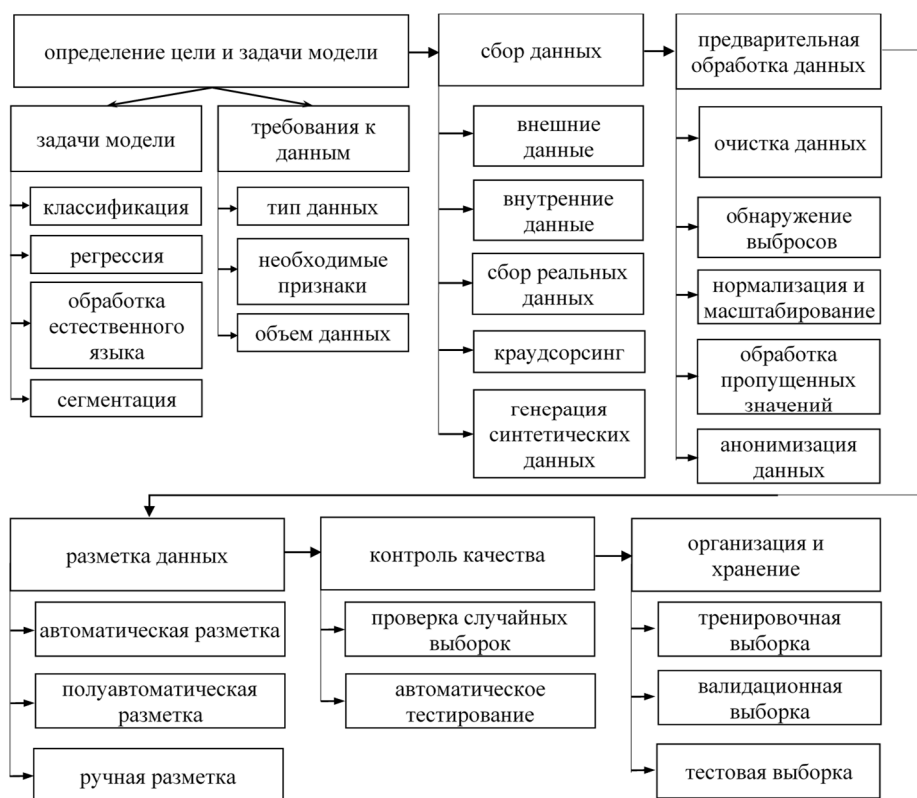 определение цели и задачи модели
задачи модели
классификация
регрессия
обработка
естественного
языка
сегментация
требования к
данным
тип данных
необходимые
признаки
объем данных
сбор данных
внешние
данные
внутренние
данные
сбор реальных
данных
краудсорсинг
генерация
синтетических
данных
предварительная
обработка данных
очистка данных
обнаружение
выбросов
нормализация и
масштабирование
обработка
пропущенных
значений
анонимизация
данных
разметка данных
автоматическая разметка
полуавтоматическая
разметка
ручная разметка
контроль качества
проверка случайных
выборок
автоматическое
тестирование
организация и
хранение
тренировочная
выборка
валидационная
выборка
тестовая выборка